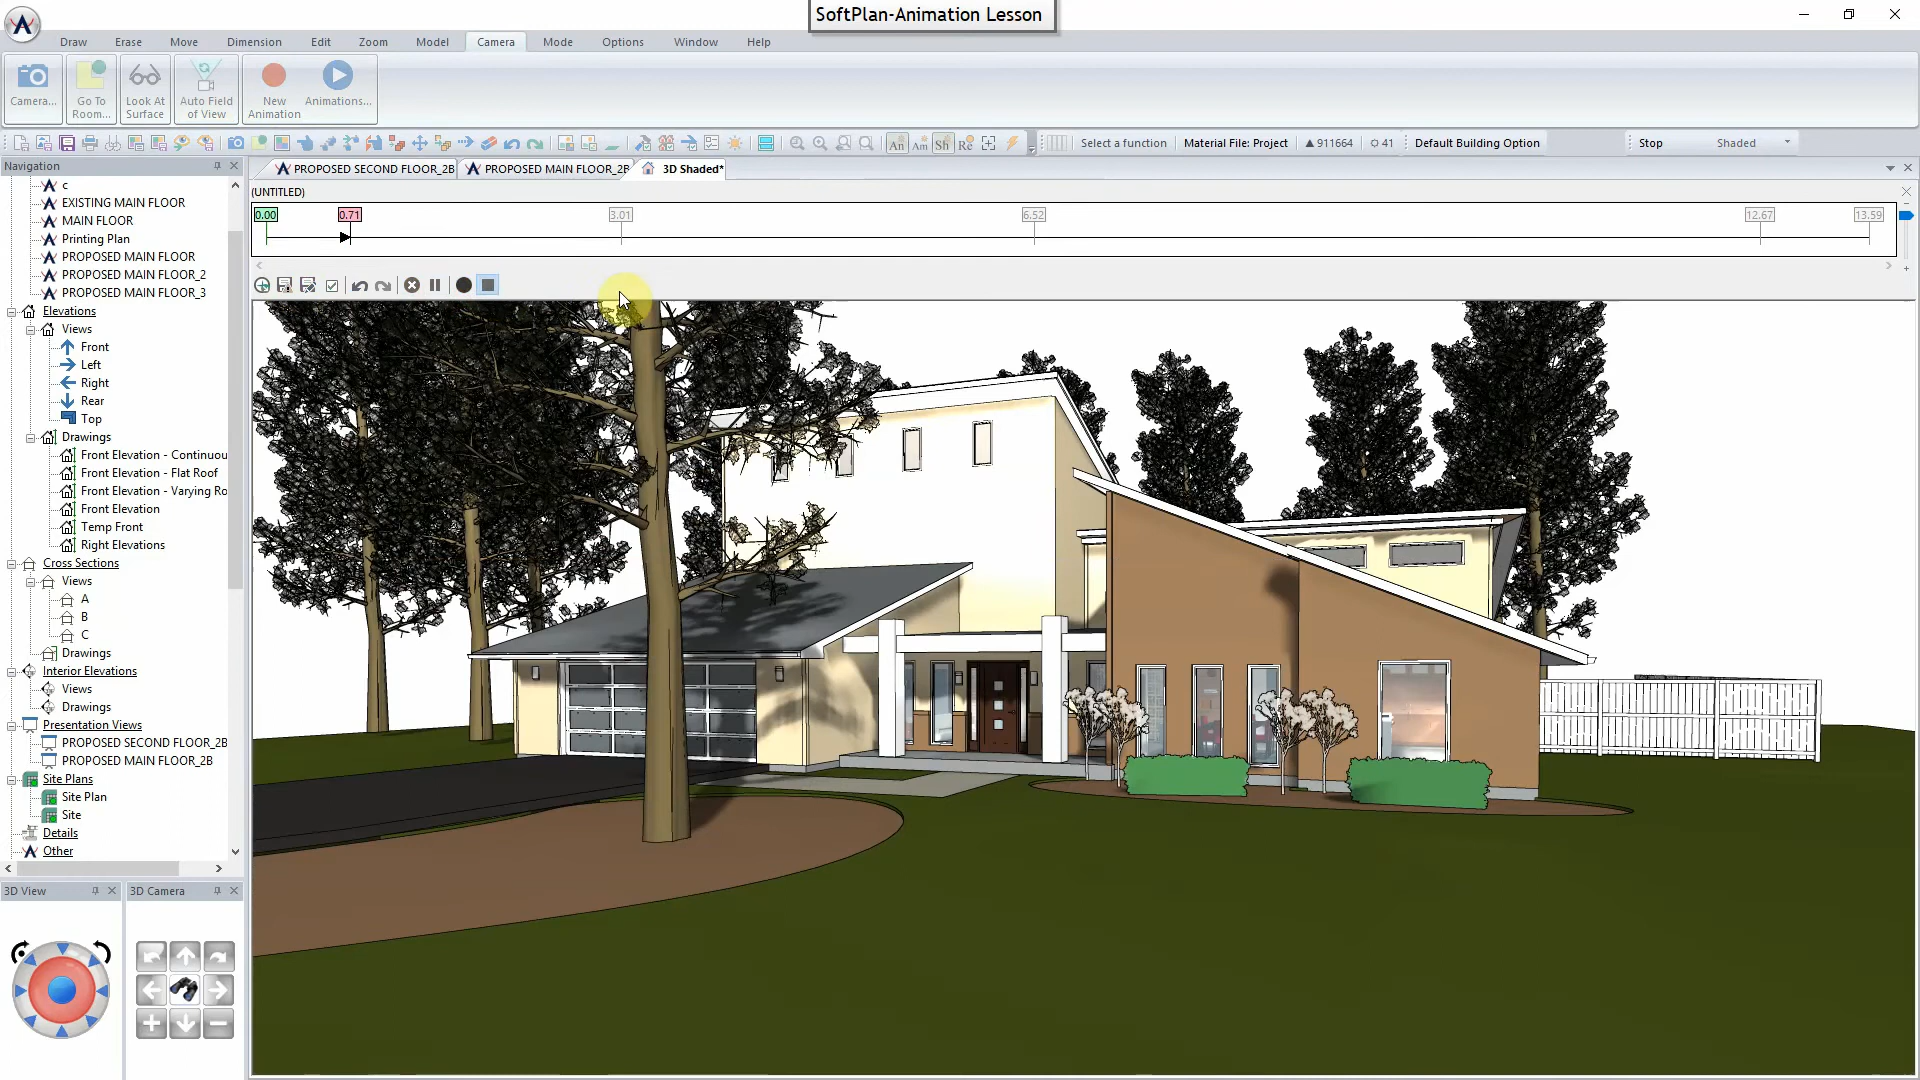 SoftPlan-Animation Lesson
Draw Erase Move Dimension Edit Zoom Model Camera Mode Options Window Help
Camera... Go To Room... Look At Surface Auto Field of View New Animation Animations...
An Am Sh Re Select a function Material File: Project 911664 41 Default Building Option Stop Shaded
Navigation
PROPOSED SECOND FLOOR_2B PROPOSED MAIN FLOOR_2B 3D Shaded*
(UNTITLED)
0.00 0.71 3.01 6.52 12.67 13.59
c
EXISTING MAIN FLOOR
MAIN FLOOR
Printing Plan
PROPOSED MAIN FLOOR
PROPOSED MAIN FLOOR_2
PROPOSED MAIN FLOOR_3
Elevations
Views
Front
Left
Right
Rear
Top
Drawings
Front Elevation - Continuou
Front Elevation - Flat Roof
Front Elevation - Varying Ro
Front Elevation
Temp Front
Right Elevations
Cross Sections
Views
A
B
C
Drawings
Interior Elevations
Views
Drawings
Presentation Views
PROPOSED SECOND FLOOR_2B
PROPOSED MAIN FLOOR_2B
Site Plans
Site Plan
Site
Details
Other
3D View 3D Camera